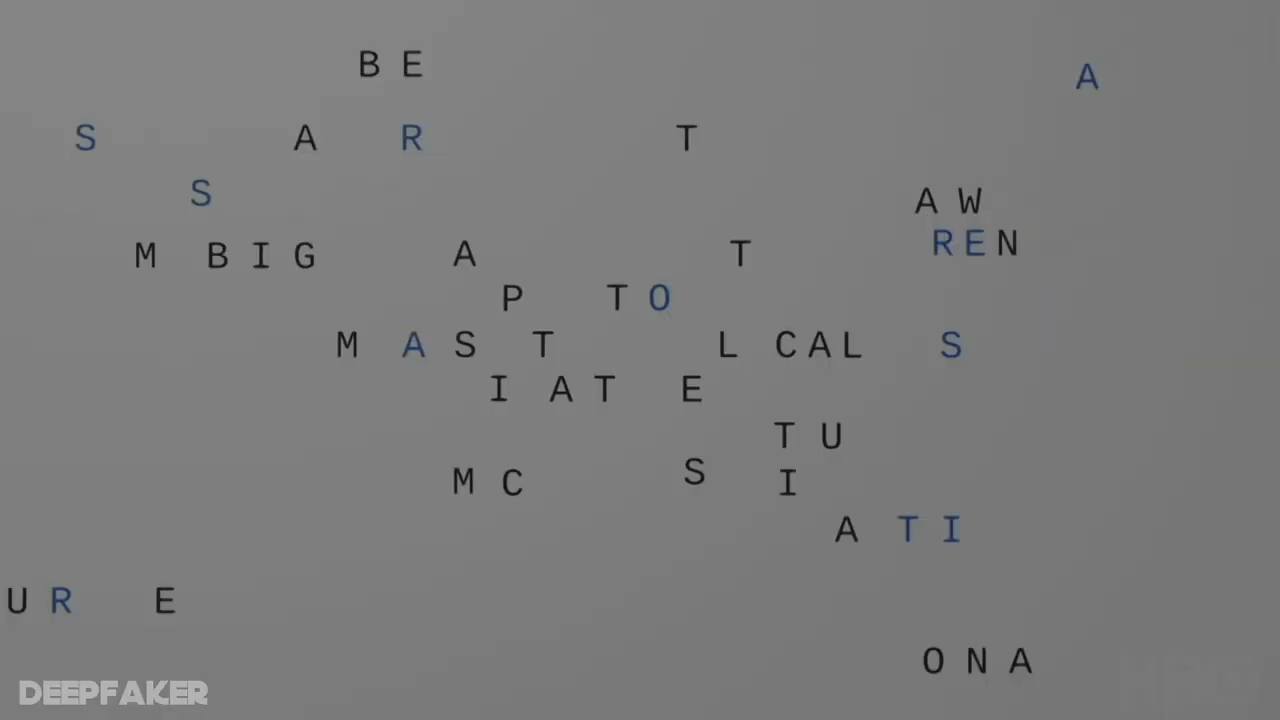 B E
A
S A R T
S
A W
R E N
M B I G A T
P T O
M A S T L C A L S
I A T E
T U
M C S I
A T I
U R E
O N A
DEEPFAKER